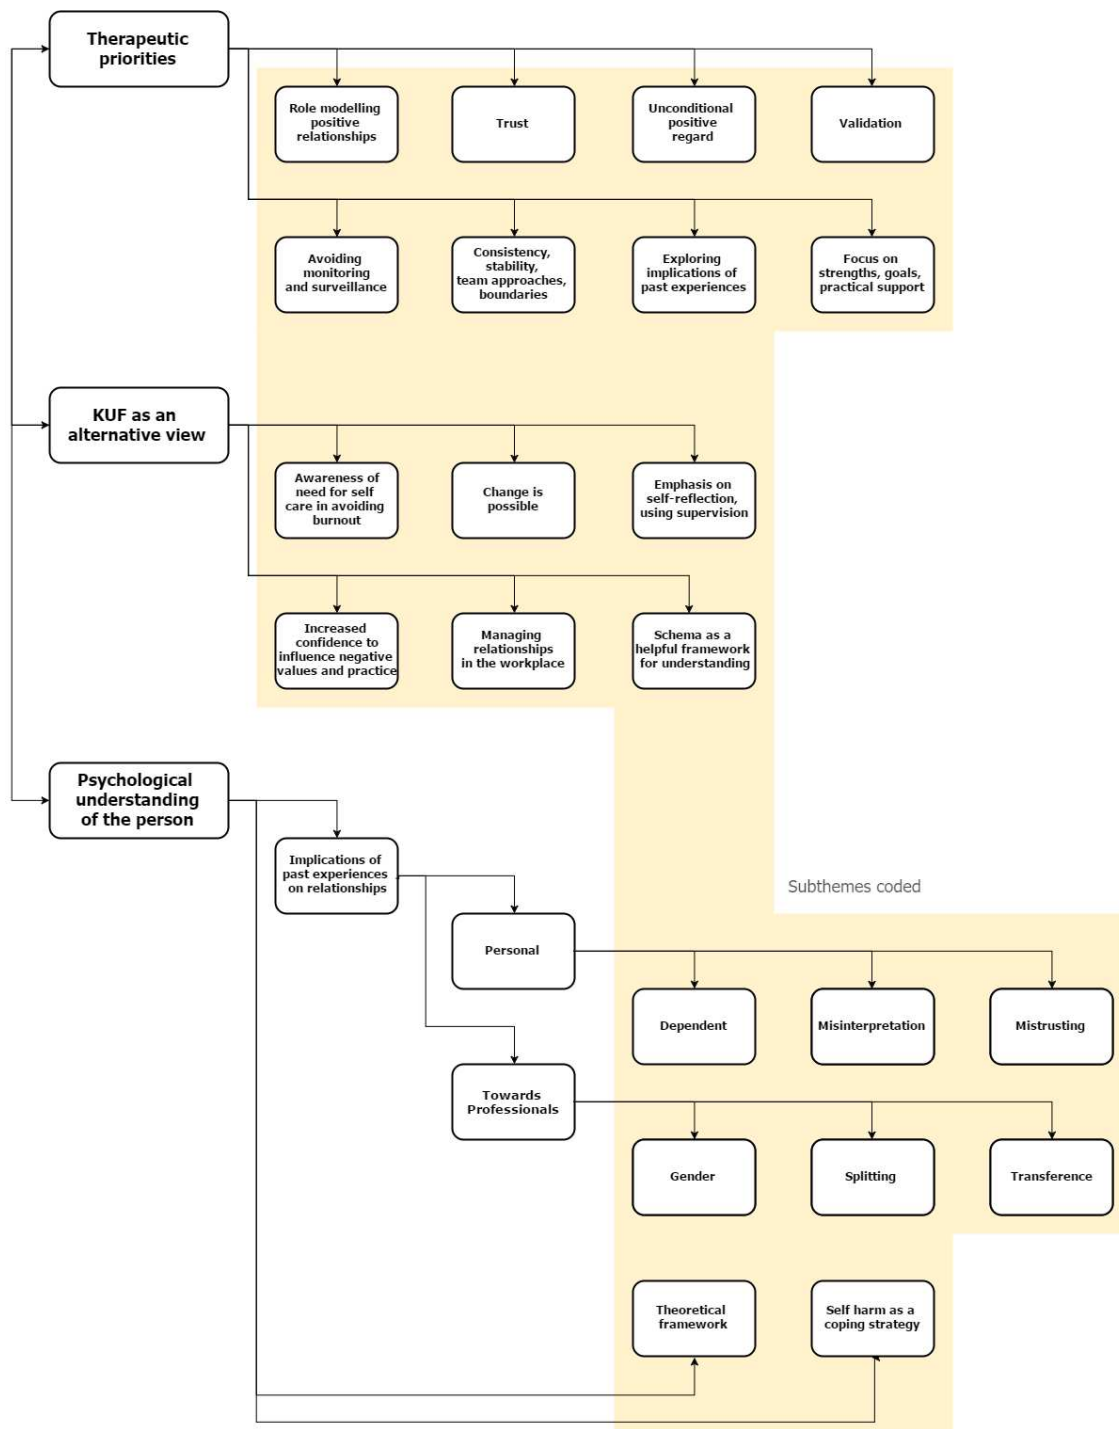 Therapeutic
priorities
Role modelling
positive
relationships
Trust
Unconditional
positive
regard
Validation
Avoiding
monitoring
and surveillance
Consistency,
stability,
team approaches,
boundaries
Exploring
implications of
past experiences
Focus on
strengths, goals,
practical support
KUF as an
alternative view
Awareness of
need for self
care in avoiding
burnout
Change is
possible
Emphasis on
self-reflection,
using supervision
Increased
confidence to
influence negative
values and practice
Managing
relationships
in the workplace
Schema as a
helpful framework
for understanding
Psychological
understanding
of the person
Implications of
past experiences
on relationships
Subthemes coded
Personal
Dependent
Misinterpretation
Mistrusting
Towards
Professionals
Gender
Splitting
Transference
Theoretical
framework
Self harm as a
coping strategy